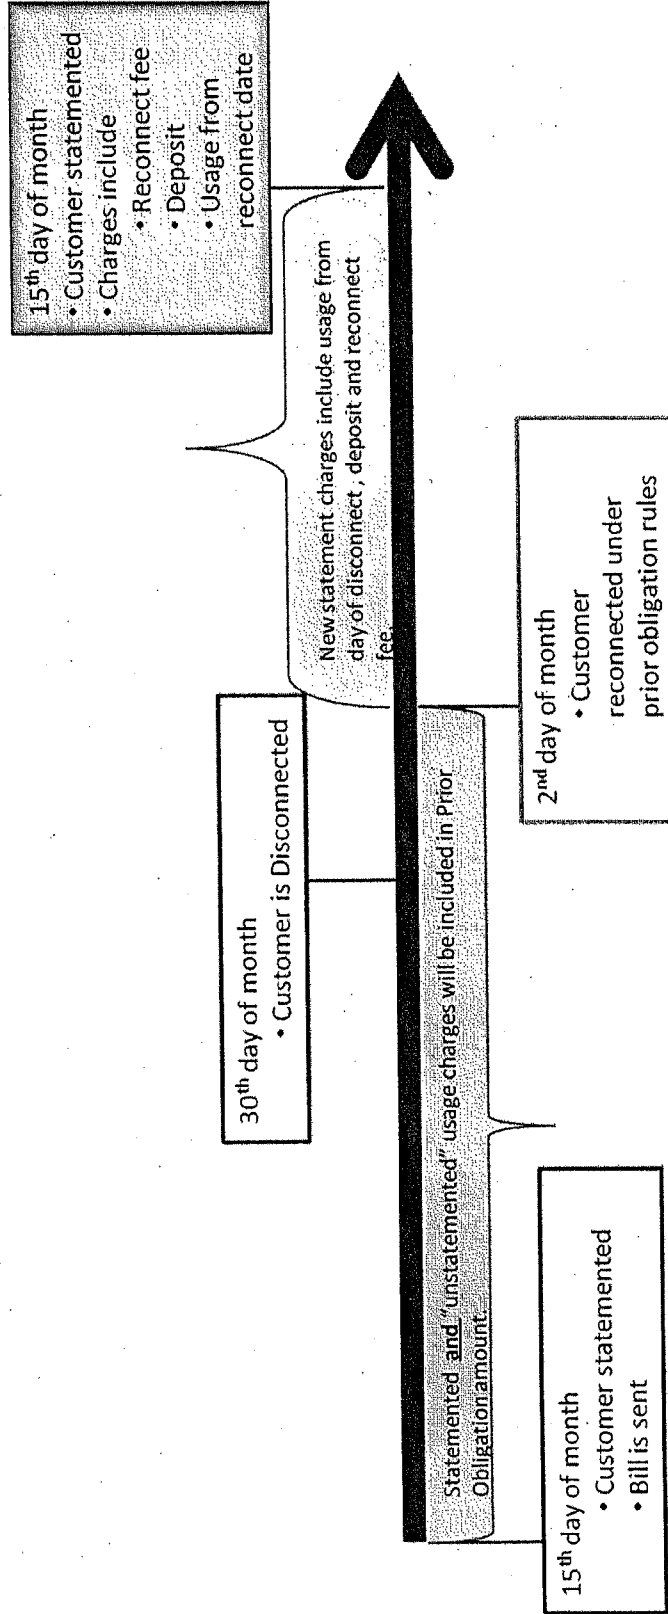 15th day of month
• Customer statemented
• Bill is sent
Statemented and "unstatemented" usage charges will be included in Prior
Obligation amount.
30th day of month
• Customer is Disconnected
2nd day of month
• Customer
reconnected under
prior obligation rules
New statement charges include usage from
day of disconnect , deposit and reconnect
fee.
15th day of month
• Customer statemented
• Charges include
• Reconnect fee
• Deposit
• Usage from
reconnect date